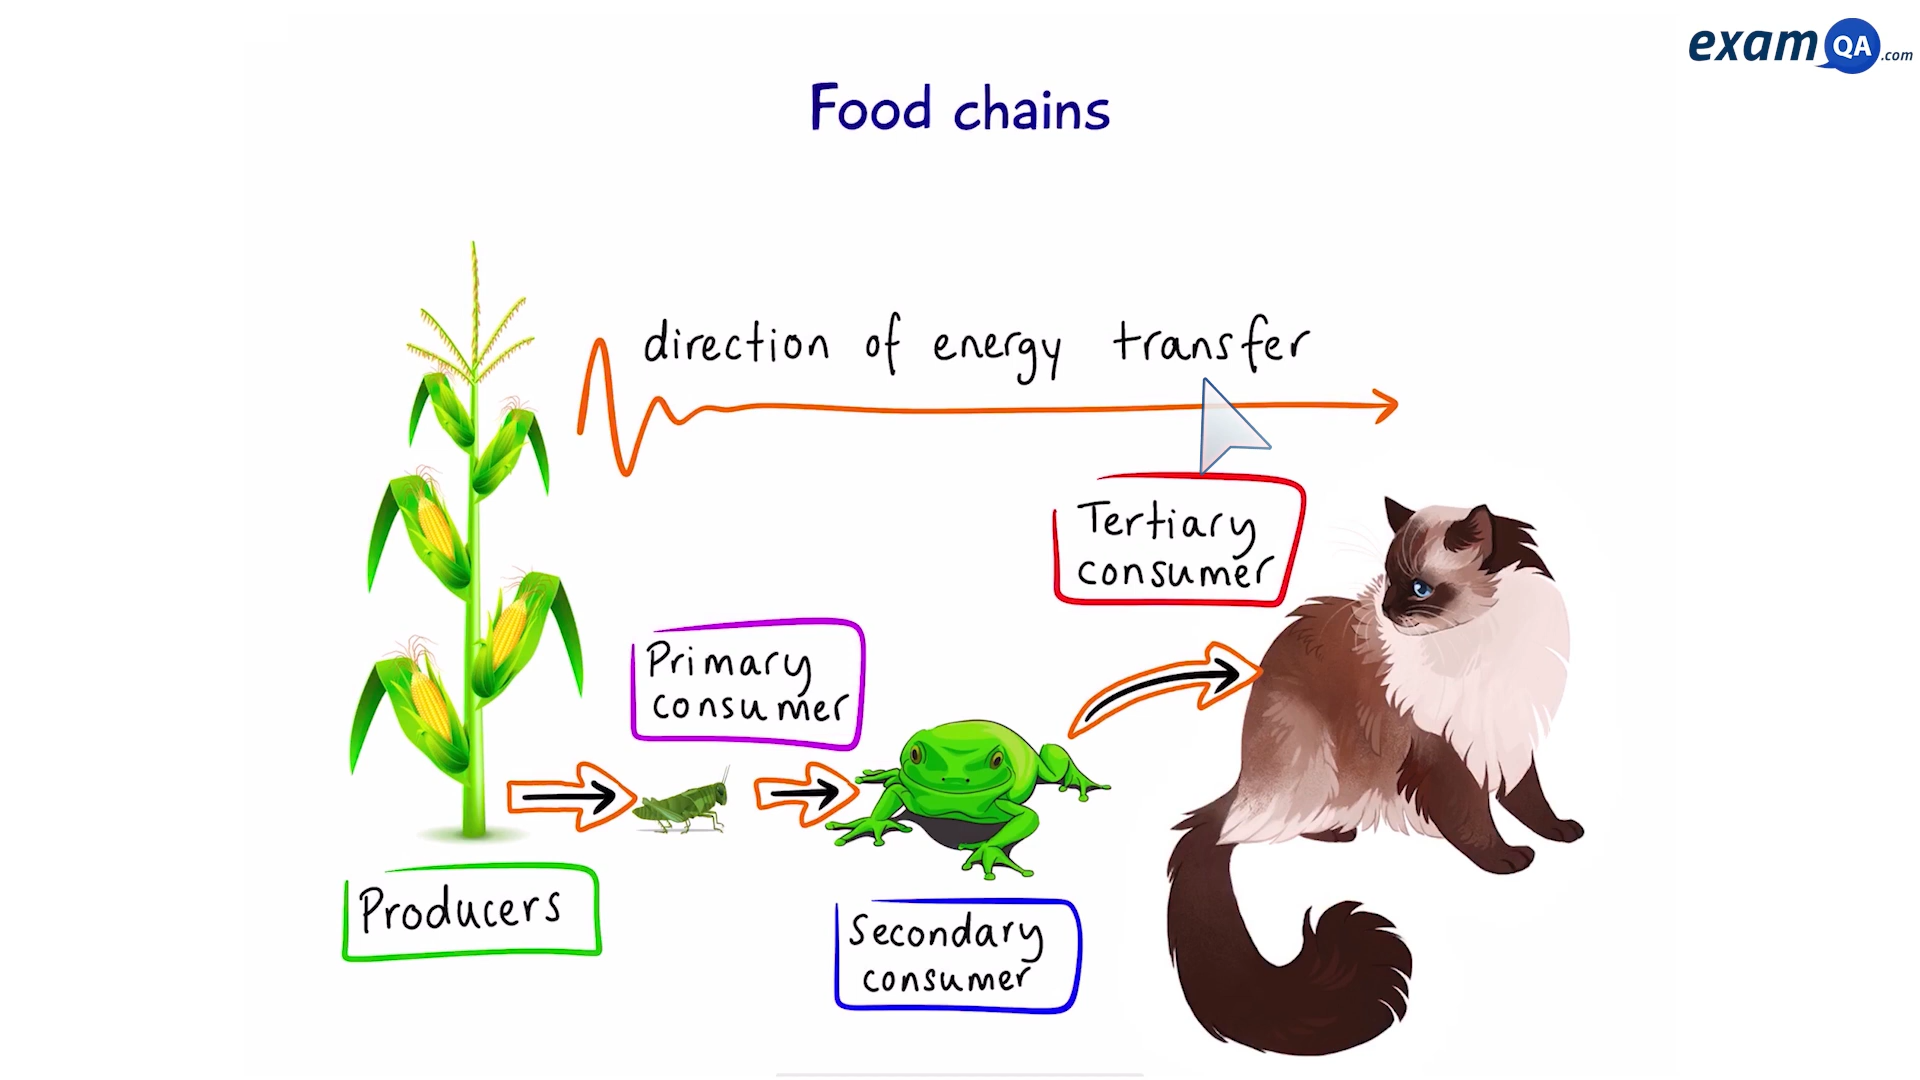 examQA.com
Food chains
direction of energy transfer
Tertiary
consumer
Primary
consumer
Producers
Secondary
consumer